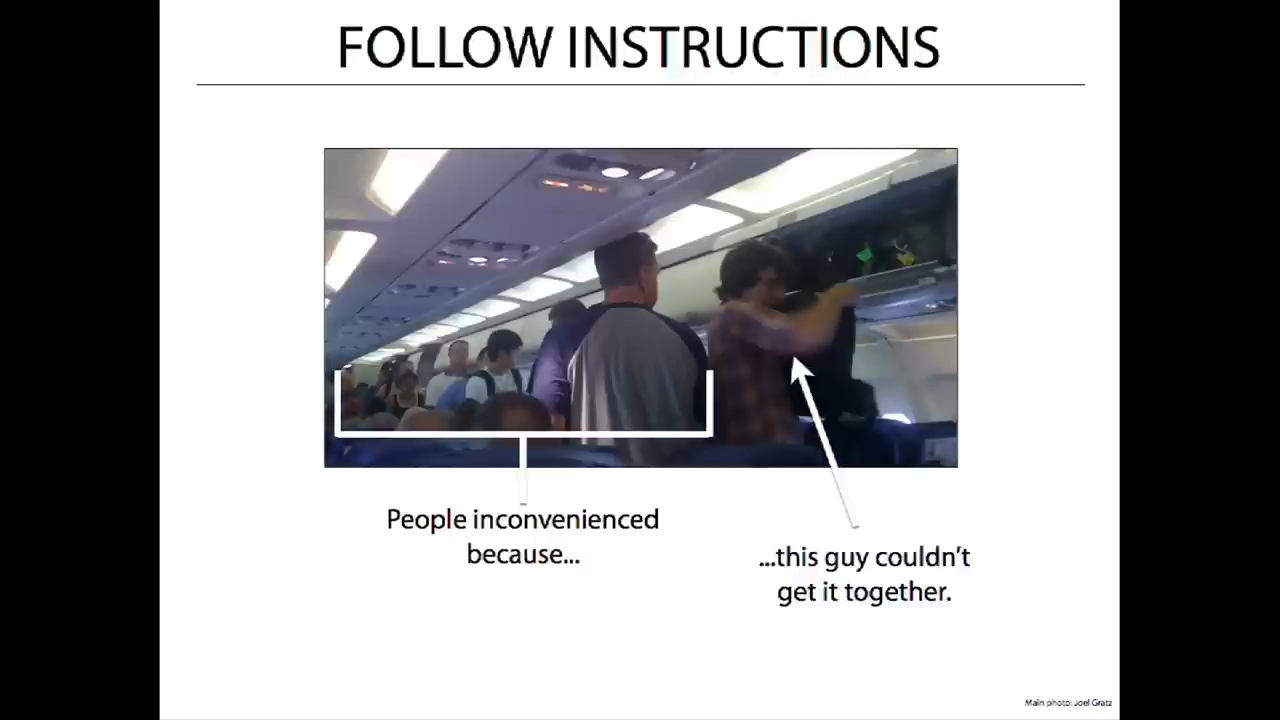 FOLLOW INSTRUCTIONS
People inconvenienced
because...
...this guy couldn't
get it together.
Main photo: Joel Gratz